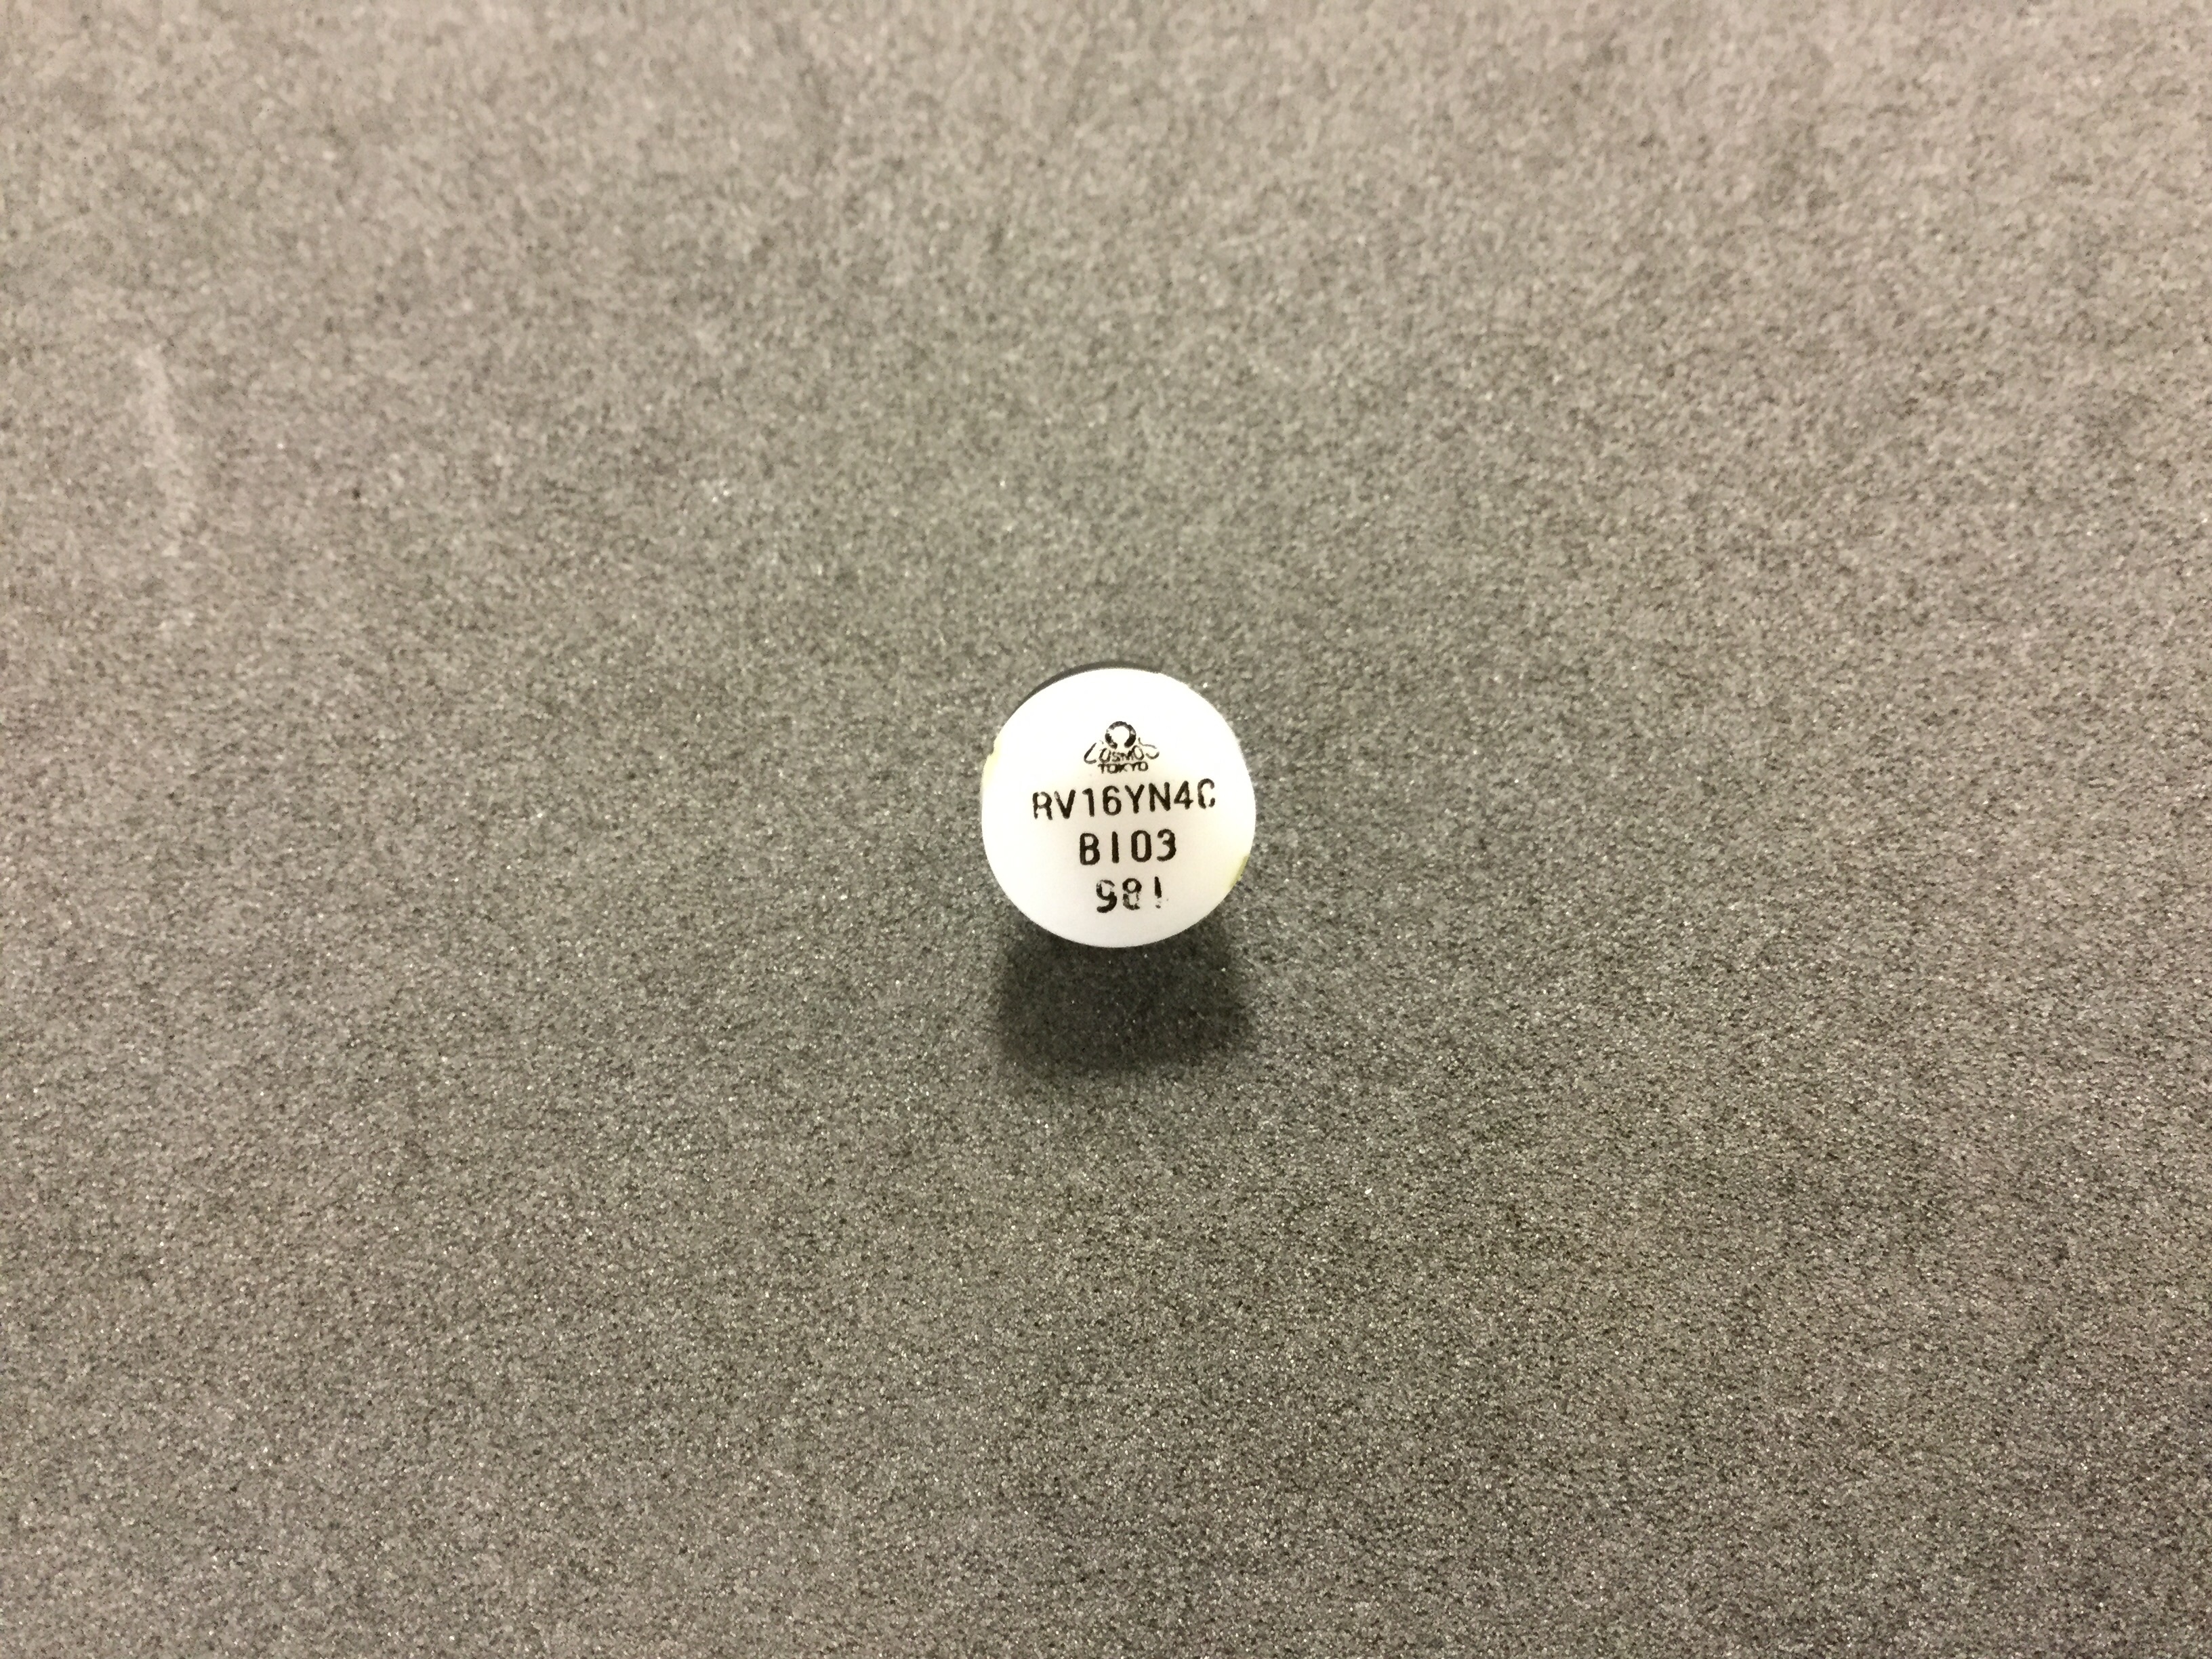 COSMOS
TOKYO
RV16YN4C
B103
981